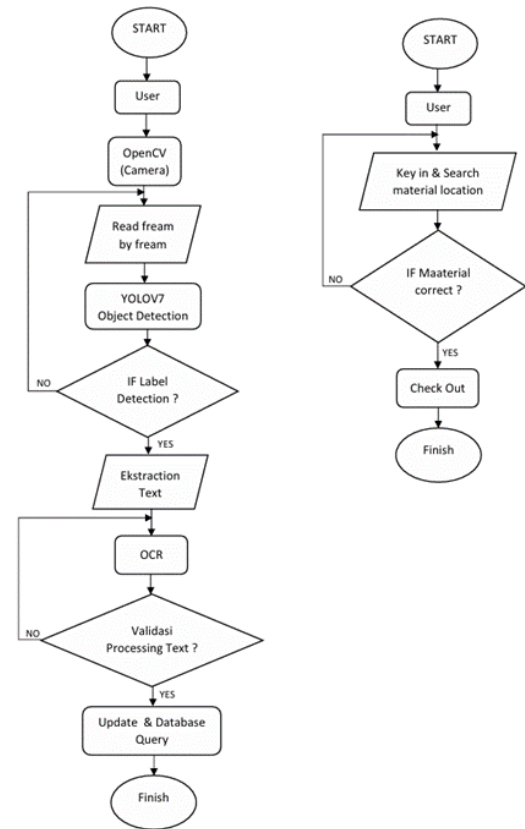 START
User
OpenCV
(Camera)
Read fream
by fream
YOLOV7
Object Detection
IF Label
Detection ?
NO
YES
Ekstraction
Text
OCR
Validasi
Processing Text ?
NO
YES
Update & Database
Query
Finish
START
User
Key in & Search
material location
IF Maaterial
correct ?
NO
YES
Check Out
Finish